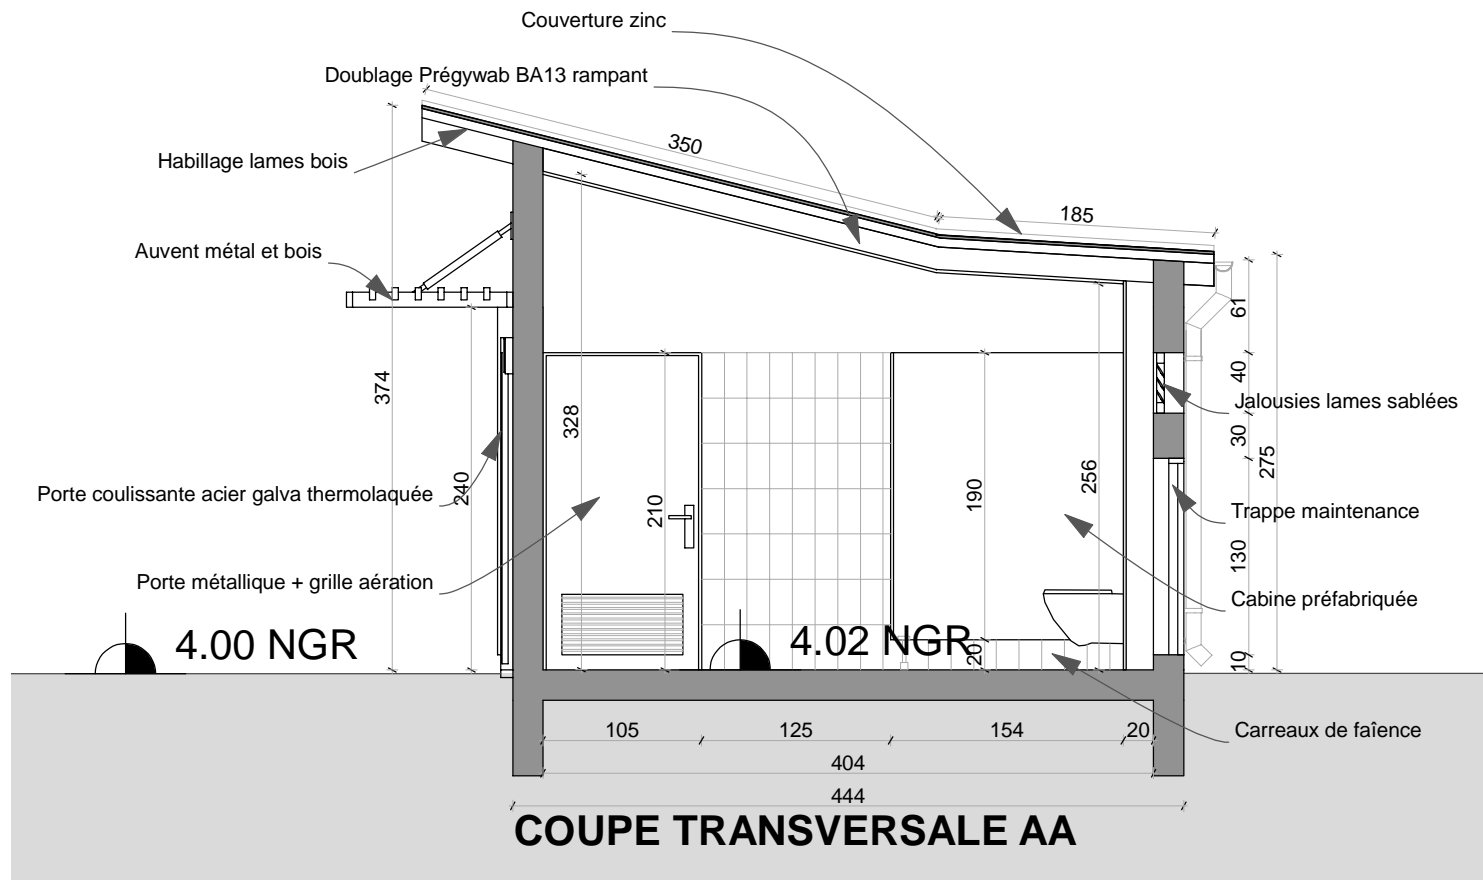 Couverture zinc
Doublage Prégywab BA13 rampant
350
Habillage lames bois
185
Auvent métal et bois
61
374
40
Jalousies lames sablées
328
30
275
Porte coulissante acier galva thermolaquée
240
256
190
210
Trappe maintenance
130
Porte métallique + grille aération
Cabine préfabriquée
4.00 NGR
4.02 NGR
20
10
105
125
154
20
Carreaux de faîence
404
444
COUPE TRANSVERSALE AA